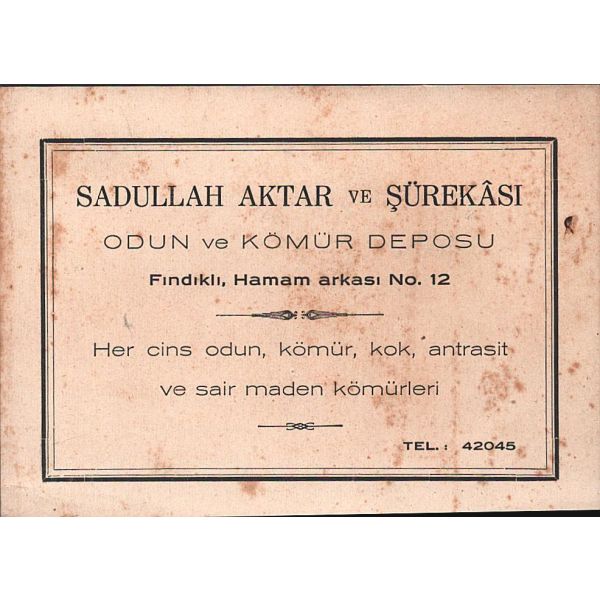 SADULLAH AKTAR VE ŞÜREKÂSI
ODUN ve KÖMÜR DEPOSU
Fındıklı, Hamam arkası No. 12
Her cins odun, kömür, kok, antrasit
ve sair maden kömürleri
TEL. : 42045